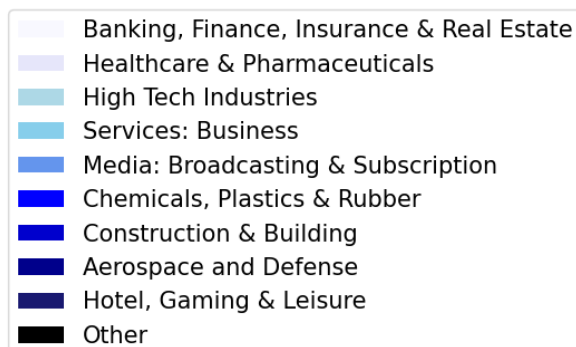 Banking, Finance, Insurance & Real Estate
Healthcare & Pharmaceuticals
High Tech Industries
Services: Business
Media: Broadcasting & Subscription
Chemicals, Plastics & Rubber
Construction & Building
Aerospace and Defense
Hotel, Gaming & Leisure
Other